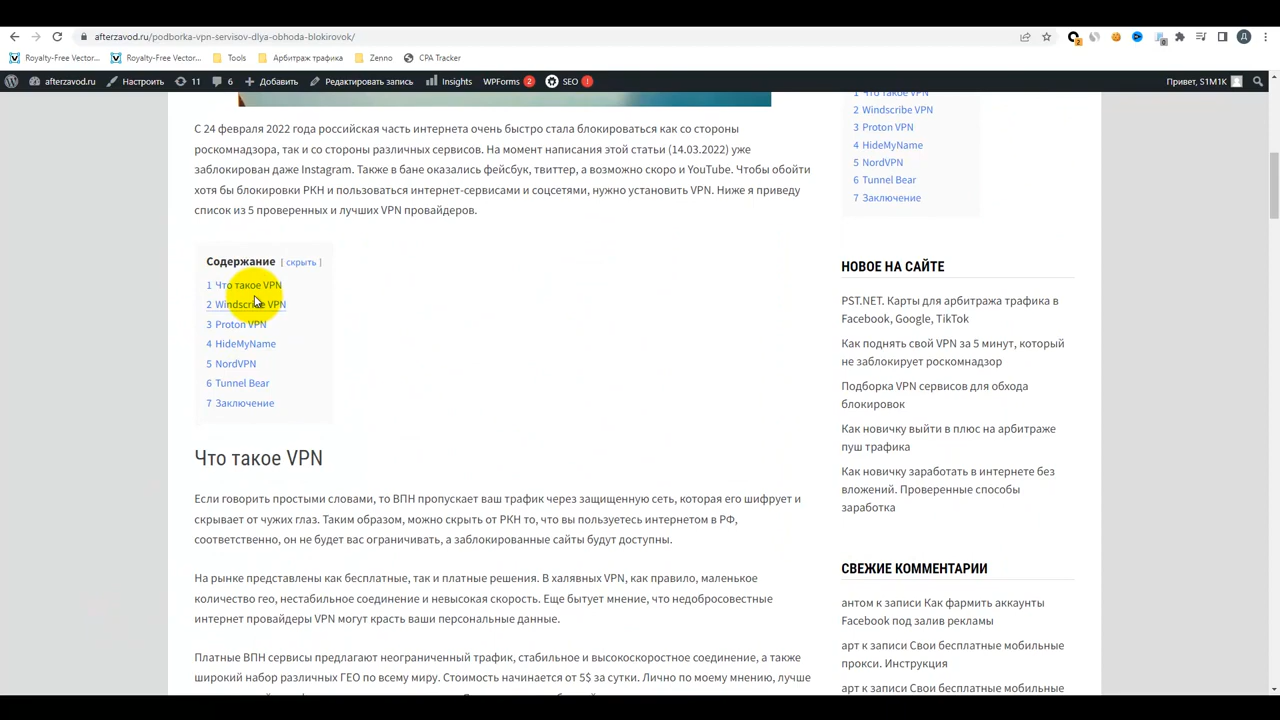 afterzavod.ru/podborka-vpn-servisov-dlya-obhoda-blokirovok/
Royalty-Free Vector...
Royalty-Free Vector...
Tools
Арбитраж трафика
Zenno
CPA Tracker
afterzavod.ru
Настроить
11
6
Добавить
Редактировать запись
Insights
WPForms 2
SEO !
Привет, S1M1K
С 24 февраля 2022 года российская часть интернета очень быстро стала блокироваться как со стороны
роскомнадзора, так и со стороны различных сервисов. На момент написания этой статьи (14.03.2022) уже
заблокирован даже Instagram. Также в бане оказались фейсбук, твиттер, а возможно скоро и YouTube. Чтобы обойти
хотя бы блокировки РКН и пользоваться интернет-сервисами и соцсетями, нужно установить VPN. Ниже я приведу
список из 5 проверенных и лучших VPN провайдеров.
Содержание [ скрыть ]
1 Что такое VPN
2 Windscribe VPN
3 Proton VPN
4 HideMyName
5 NordVPN
6 Tunnel Bear
7 Заключение
Что такое VPN
Если говорить простыми словами, то ВПН пропускает ваш трафик через защищенную сеть, которая его шифрует и
скрывает от чужих глаз. Таким образом, можно скрыть от РКН то, что вы пользуетесь интернетом в РФ,
соответственно, он не будет вас ограничивать, а заблокированные сайты будут доступны.
На рынке представлены как бесплатные, так и платные решения. В халявных VPN, как правило, маленькое
количество гео, нестабильное соединение и невысокая скорость. Еще бытует мнение, что недобросовестные
интернет провайдеры VPN могут красть ваши персональные данные.
Платные ВПН сервисы предлагают неограниченный трафик, стабильное и высокоскоростное соединение, а также
широкий набор различных ГЕО по всему миру. Стоимость начинается от 5$ за сутки. Лично по моему мнению, лучше
1 Что такое VPN
2 Windscribe VPN
3 Proton VPN
4 HideMyName
5 NordVPN
6 Tunnel Bear
7 Заключение
НОВОЕ НА САЙТЕ
PST.NET. Карты для арбитража трафика в
Facebook, Google, TikTok
Как поднять свой VPN за 5 минут, который
не заблокирует роскомнадзор
Подборка VPN сервисов для обхода
блокировок
Как новичку выйти в плюс на арбитраже
пуш трафика
Как новичку заработать в интернете без
вложений. Проверенные способы
заработка
СВЕЖИЕ КОММЕНТАРИИ
антом к записи Как фармить аккаунты
Facebook под залив рекламы
арт к записи Свои бесплатные мобильные
прокси. Инструкция
арт к записи Свои бесплатные мобильные